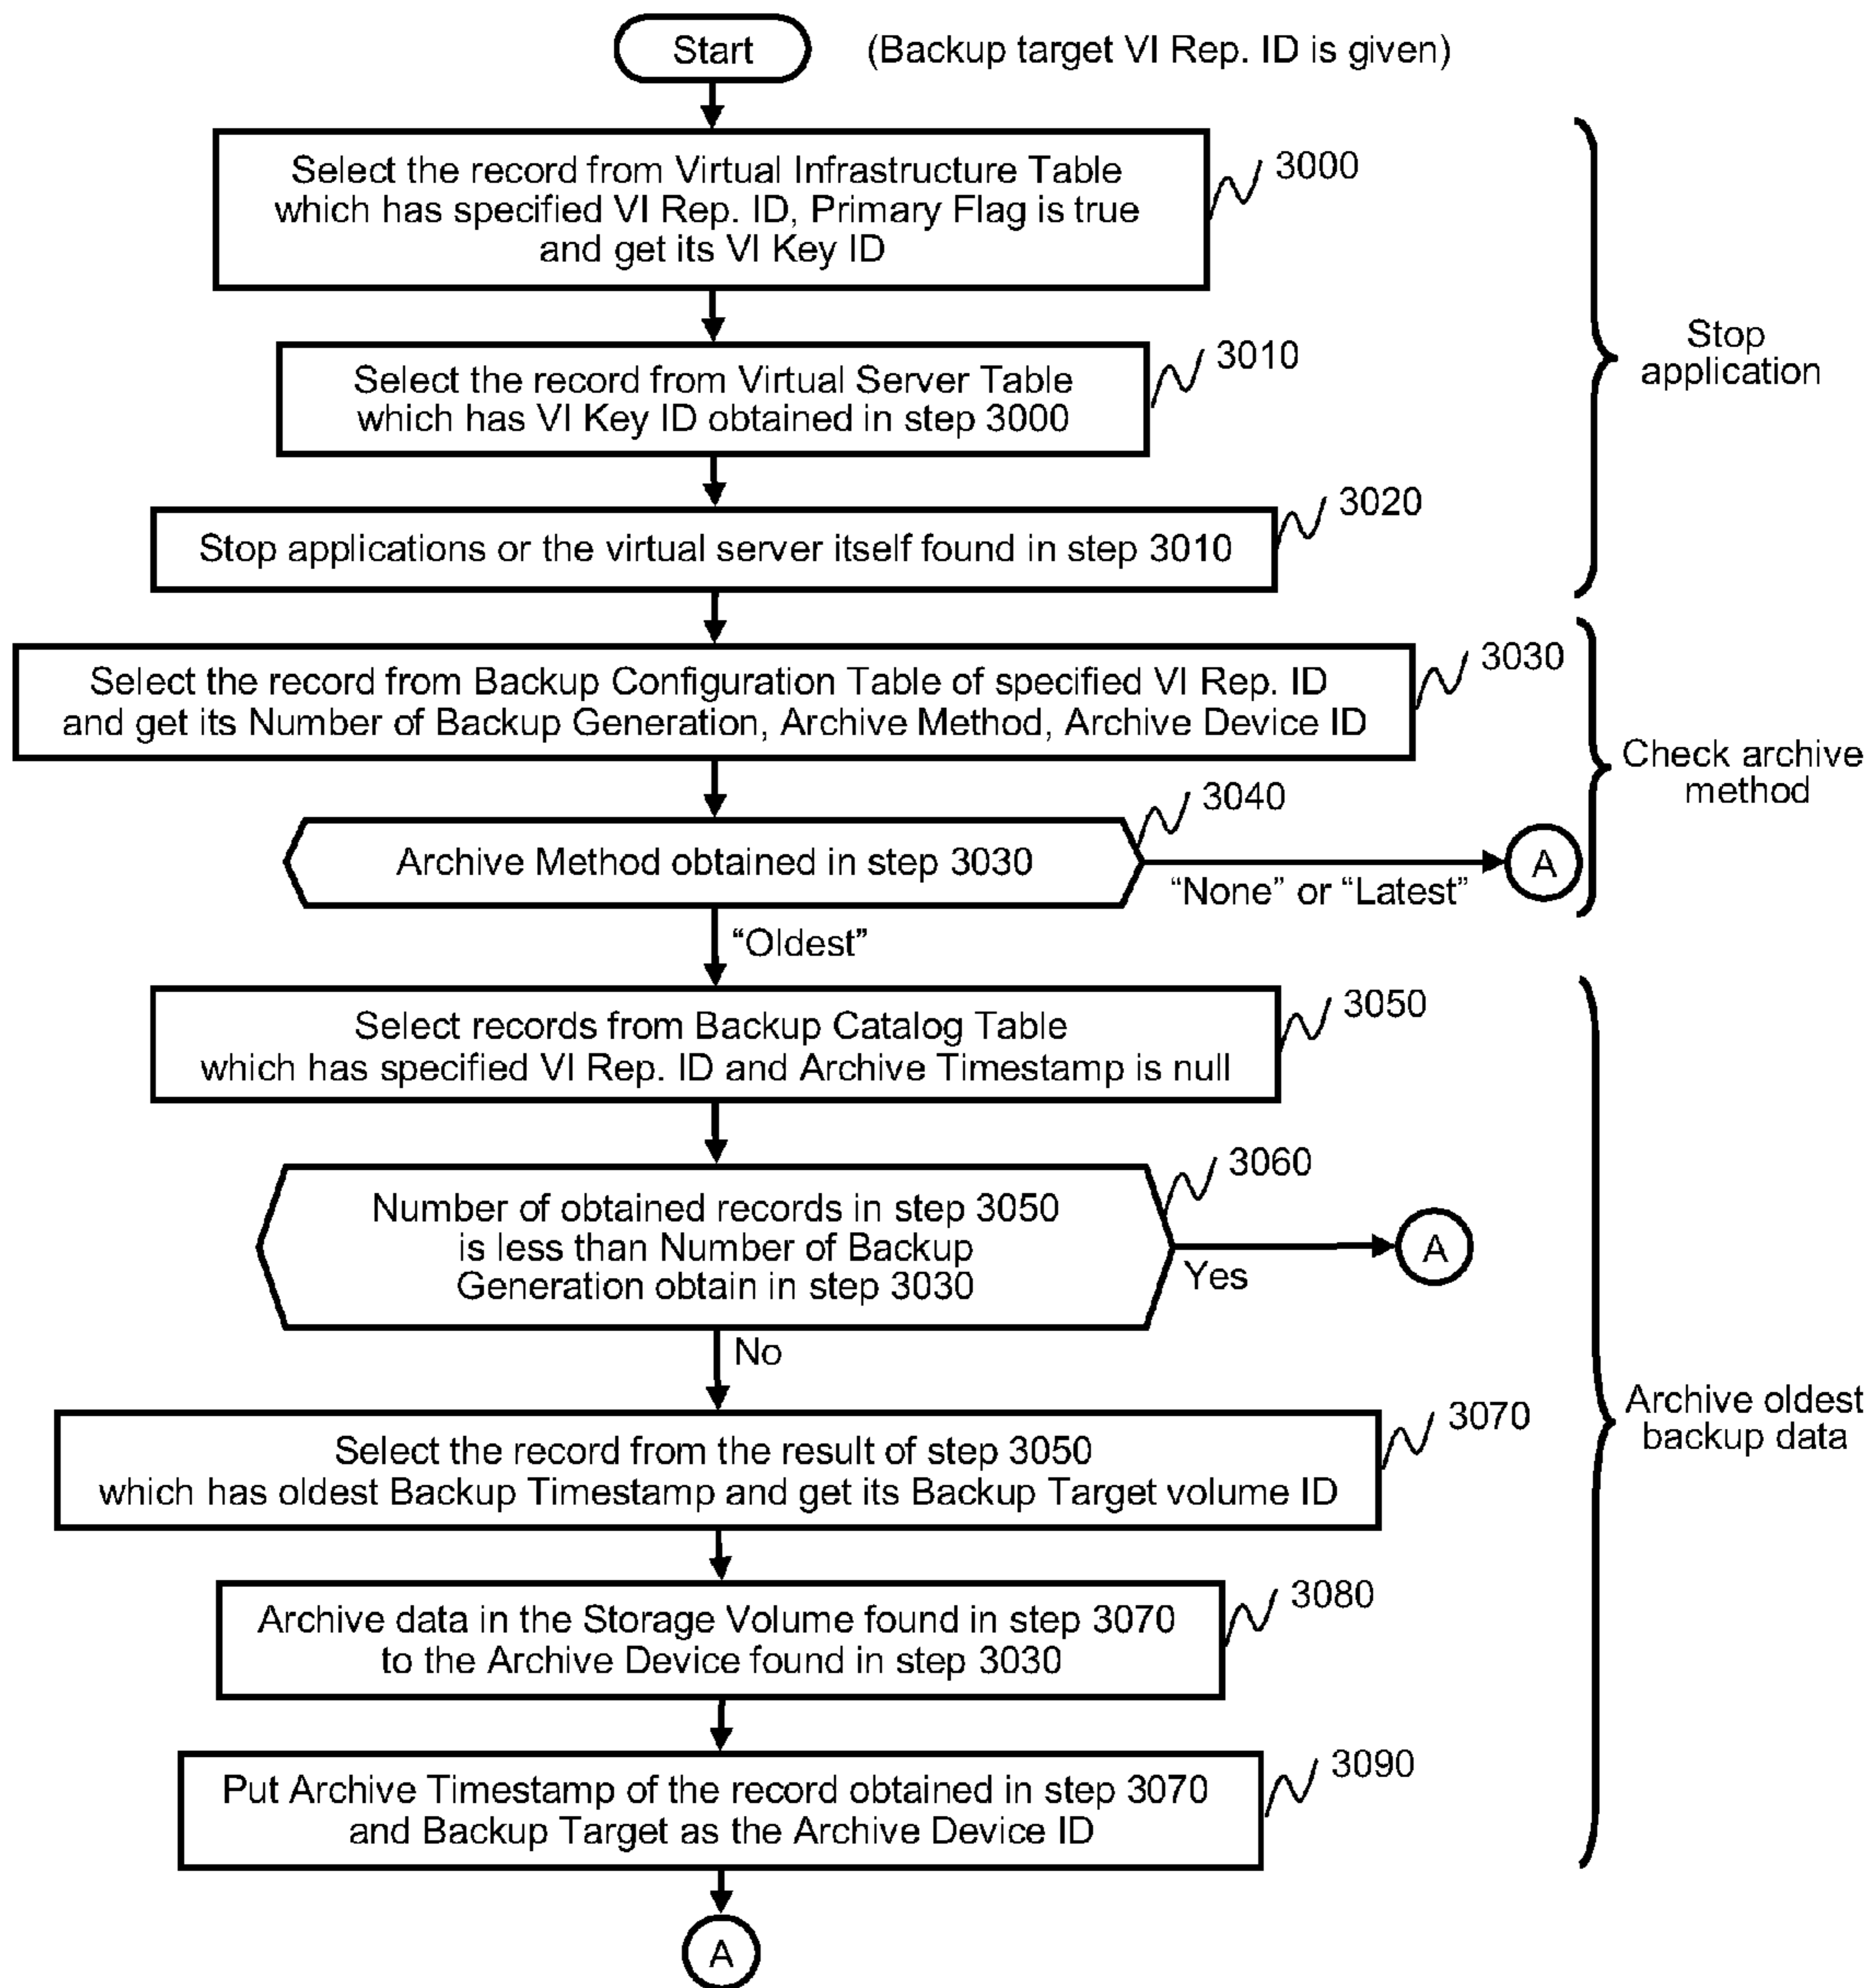 Start
(Backup target VI Rep. ID is given)
Select the record from Virtual Infrastructure Table
which has specified VI Rep. ID, Primary Flag is true
and get its VI Key ID
3000
Select the record from Virtual Server Table
which has VI Key ID obtained in step 3000
3010
Stop
application
Stop applications or the virtual server itself found in step 3010
3020
Select the record from Backup Configuration Table of specified VI Rep. ID
and get its Number of Backup Generation, Archive Method, Archive Device ID
3030
Check archive
method
Archive Method obtained in step 3030
3040
“None” or “Latest”
A
“Oldest”
Select records from Backup Catalog Table
which has specified VI Rep. ID and Archive Timestamp is null
3050
Number of obtained records in step 3050
is less than Number of Backup
Generation obtain in step 3030
3060
Yes
A
No
Select the record from the result of step 3050
which has oldest Backup Timestamp and get its Backup Target volume ID
3070
Archive oldest
backup data
Archive data in the Storage Volume found in step 3070
to the Archive Device found in step 3030
3080
Put Archive Timestamp of the record obtained in step 3070
and Backup Target as the Archive Device ID
3090
A